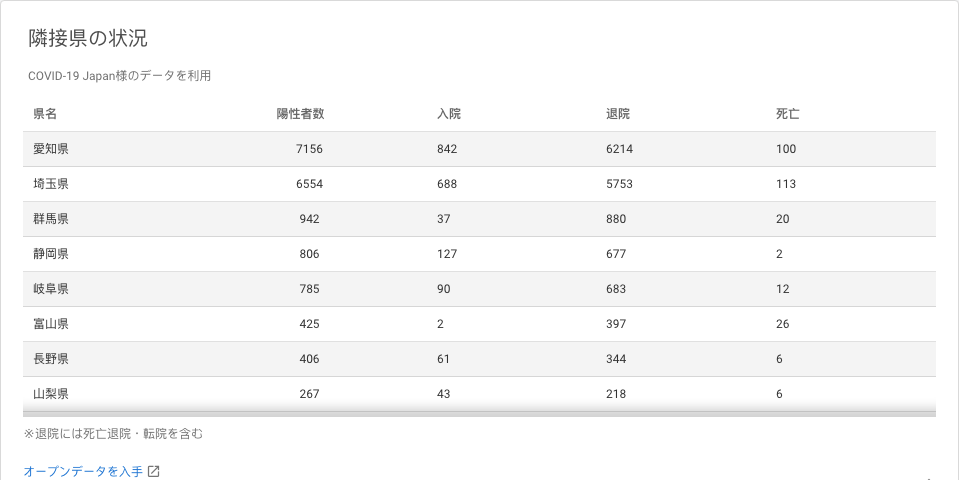 隣接県の状況
COVID-19 Japan様のデータを利用
県名 陽性者数 入院 退院 死亡
愛知県 7156 842 6214 100
埼玉県 6554 688 5753 113
群馬県 942 37 880 20
静岡県 806 127 677 2
岐阜県 785 90 683 12
富山県 425 2 397 26
長野県 406 61 344 6
山梨県 267 43 218 6
※退院には死亡退院・転院を含む
オープンデータを入手